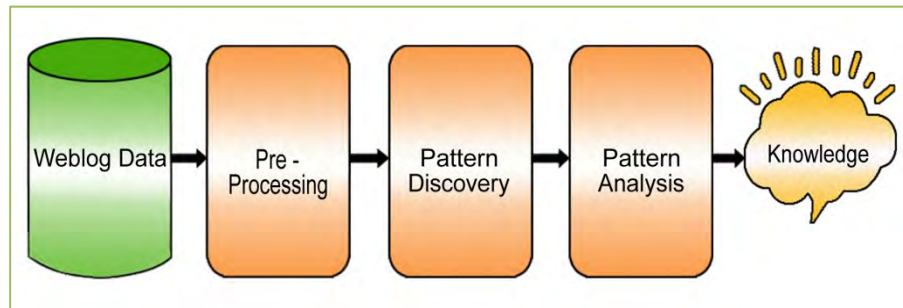 Weblog Data
Pre -
Processing
Pattern
Discovery
Pattern
Analysis
Knowledge